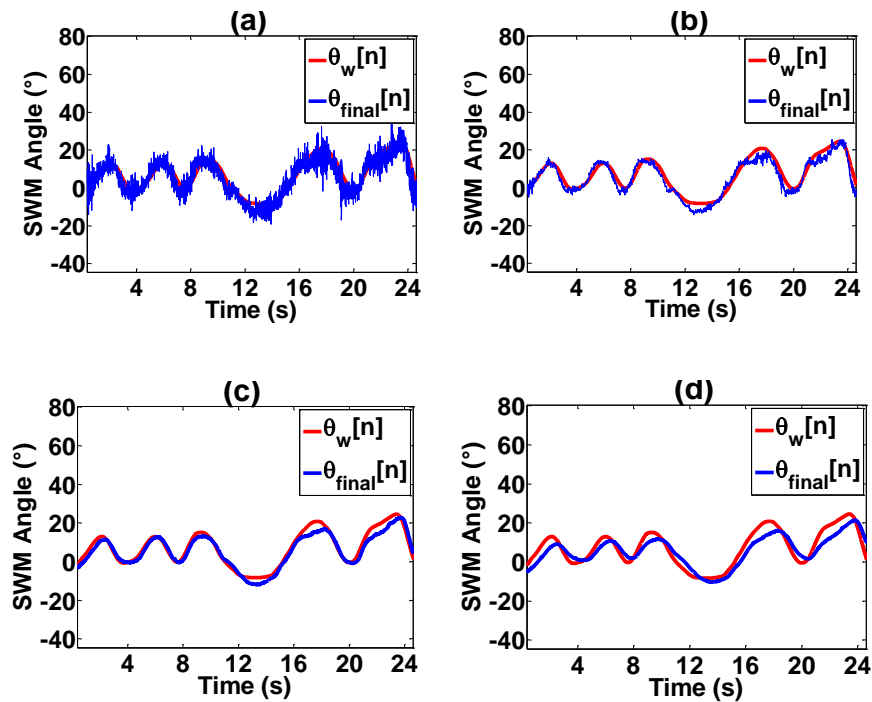 (a)
80
60
40
20
0
-20
-40
SWM Angle (°)
θw[n]
θfinal[n]
4 8 12 16 20 24
Time (s)
(b)
80
60
40
20
0
-20
-40
SWM Angle (°)
θw[n]
θfinal[n]
4 8 12 16 20 24
Time (s)
(c)
80
60
40
20
0
-20
-40
SWM Angle (°)
θw[n]
θfinal[n]
4 8 12 16 20 24
Time (s)
(d)
80
60
40
20
0
-20
-40
SWM Angle (°)
θw[n]
θfinal[n]
4 8 12 16 20 24
Time (s)